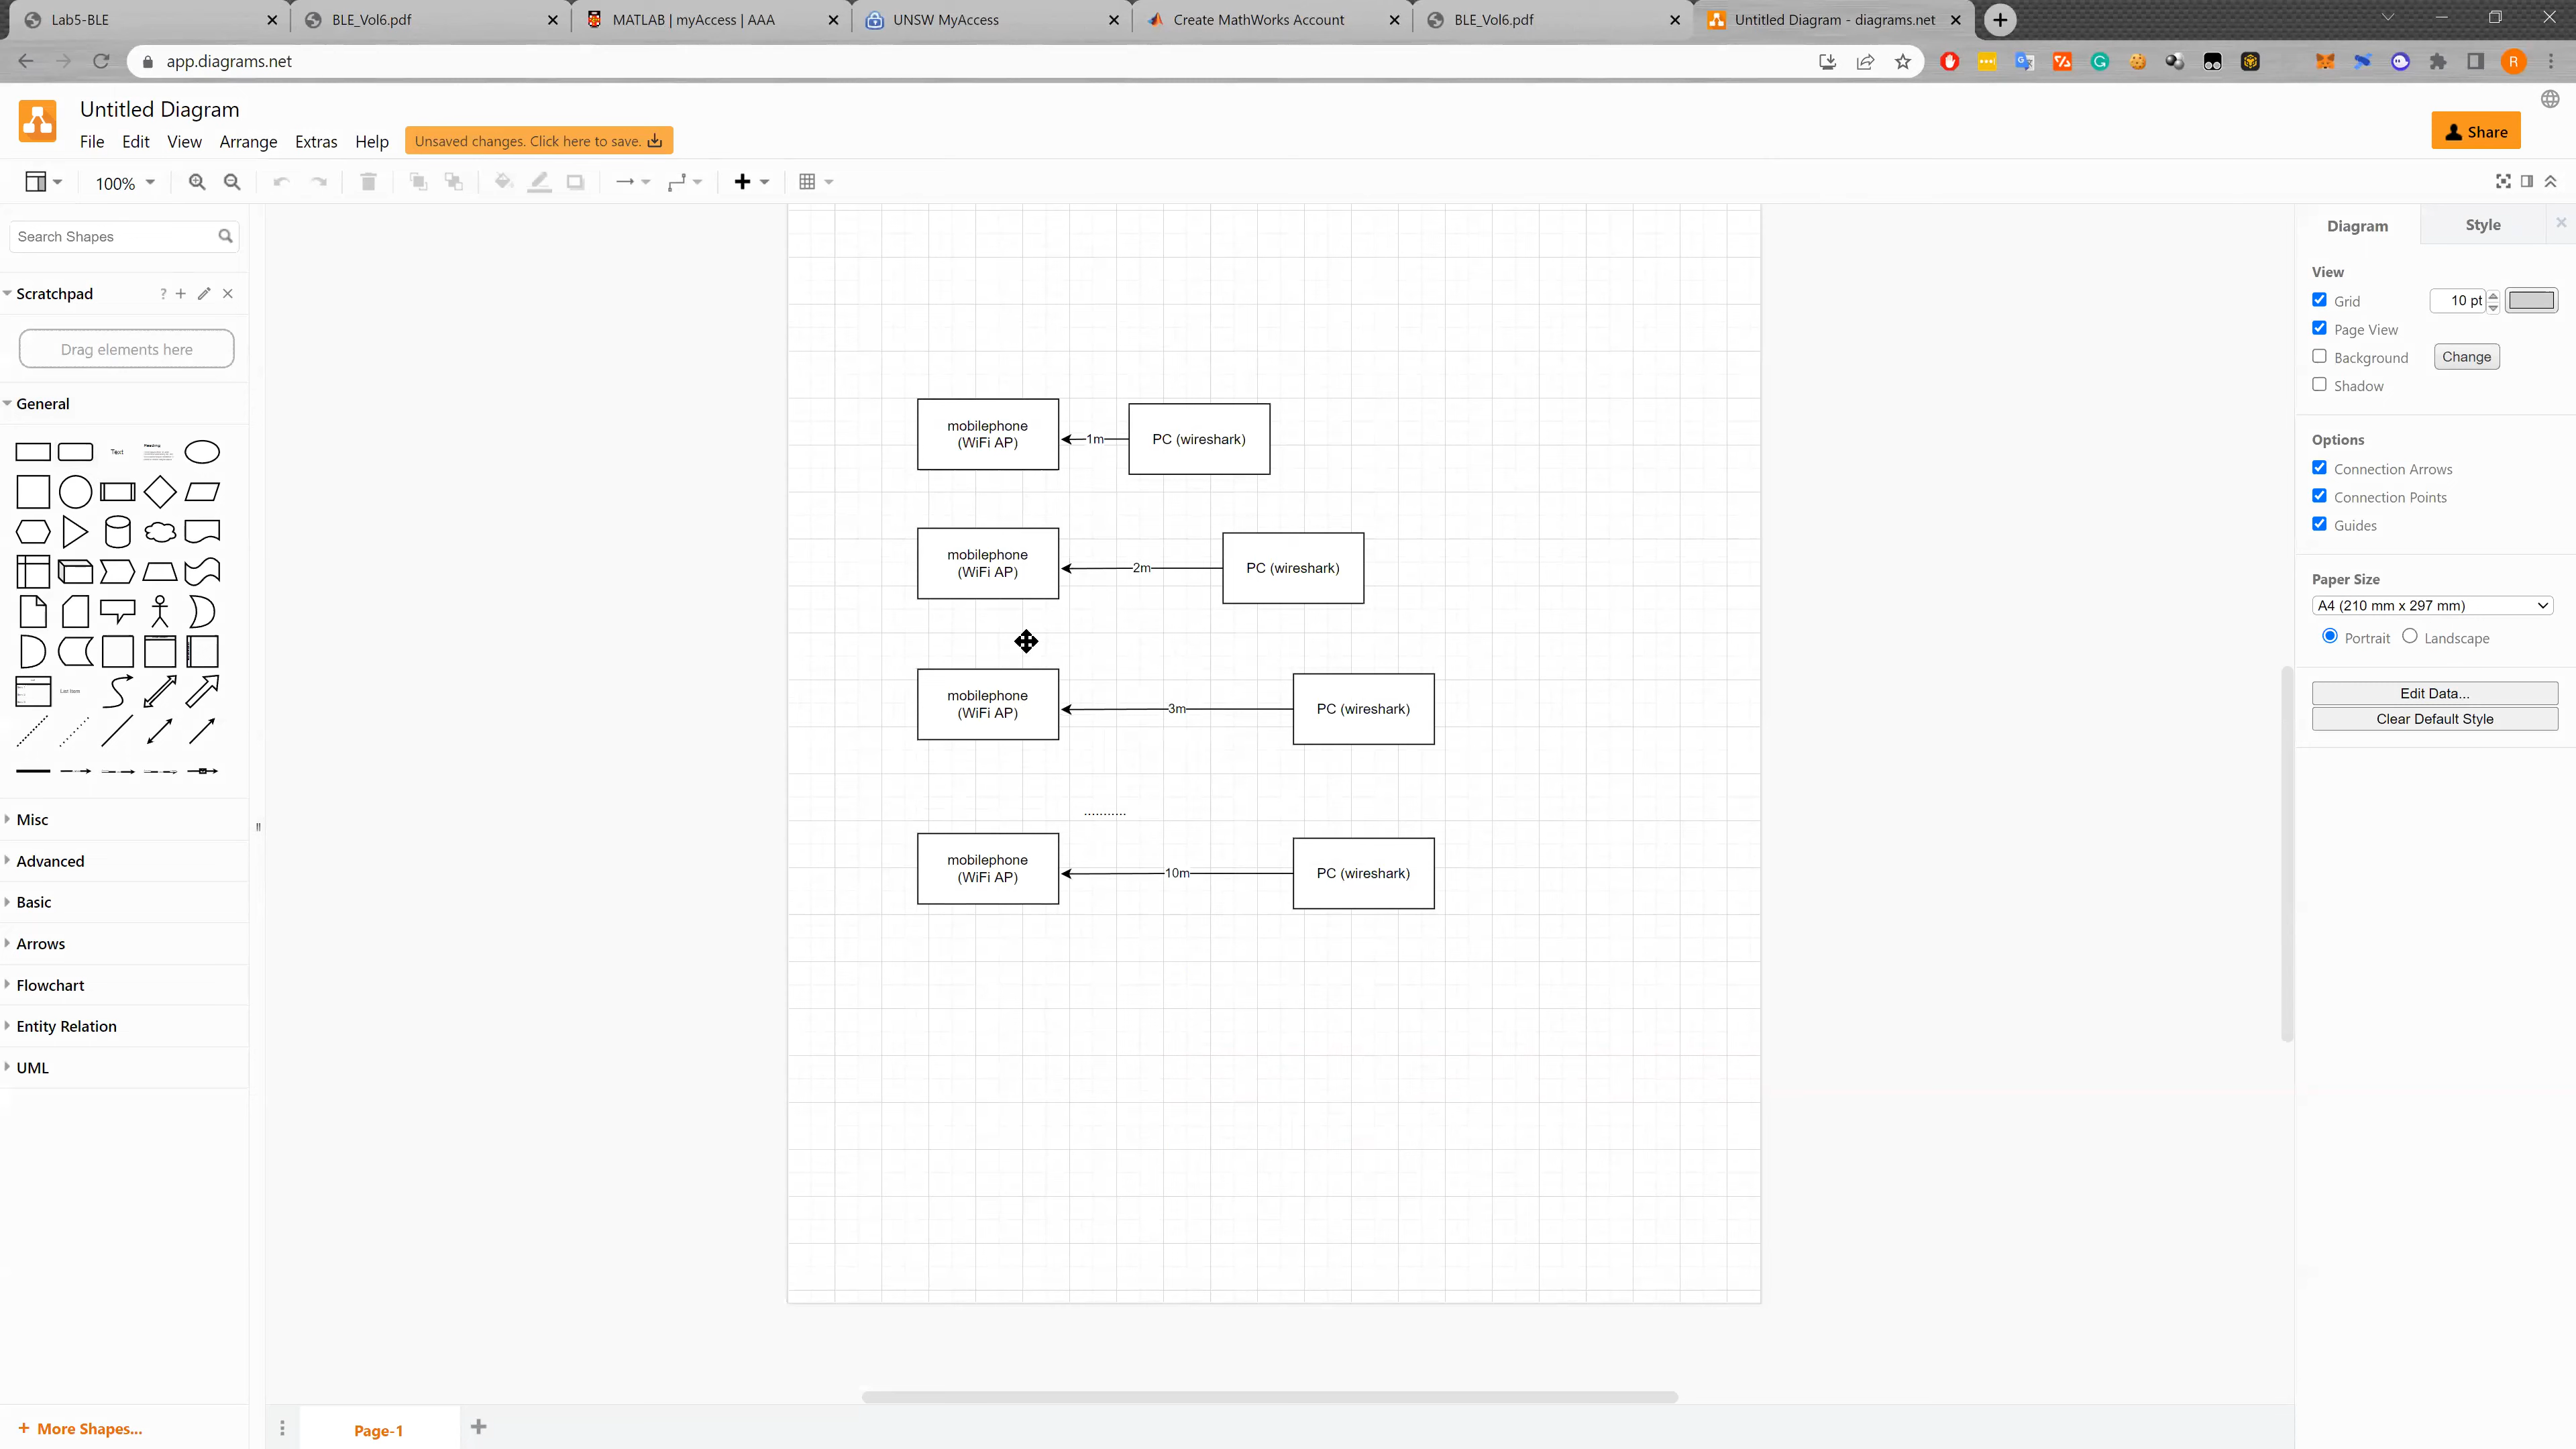 Lab5-BLE
BLE_Vol6.pdf
MATLAB | myAccess | AAA
UNSW MyAccess
Create MathWorks Account
BLE_Vol6.pdf
Untitled Diagram - diagrams.net
app.diagrams.net
R
Untitled Diagram
File Edit View Arrange Extras Help
Unsaved changes. Click here to save.
Share
100%
Search Shapes
Scratchpad
?
Drag elements here
General
Text
Heading
List Item
Misc
Advanced
Basic
Arrows
Flowchart
Entity Relation
UML
+ More Shapes...
mobilephone
(WiFi AP)
1m
PC (wireshark)
mobilephone
(WiFi AP)
2m
PC (wireshark)
mobilephone
(WiFi AP)
3m
PC (wireshark)
...........
mobilephone
(WiFi AP)
10m
PC (wireshark)
Page-1
Diagram
Style
View
Grid
10 pt
Page View
Background
Change
Shadow
Options
Connection Arrows
Connection Points
Guides
Paper Size
A4 (210 mm x 297 mm)
Portrait
Landscape
Edit Data...
Clear Default Style